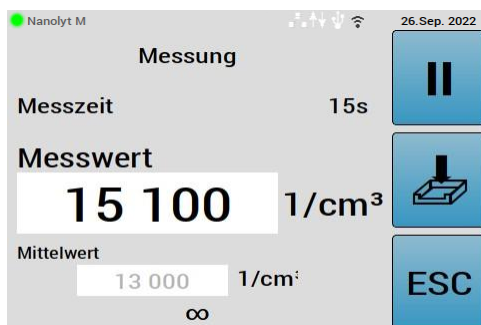 Nanolyt M 26.Sep. 2022
Messung
Messzeit 15s
Messwert
15 100 1/cm³
Mittelwert
13 000 1/cm³
∞
ESC